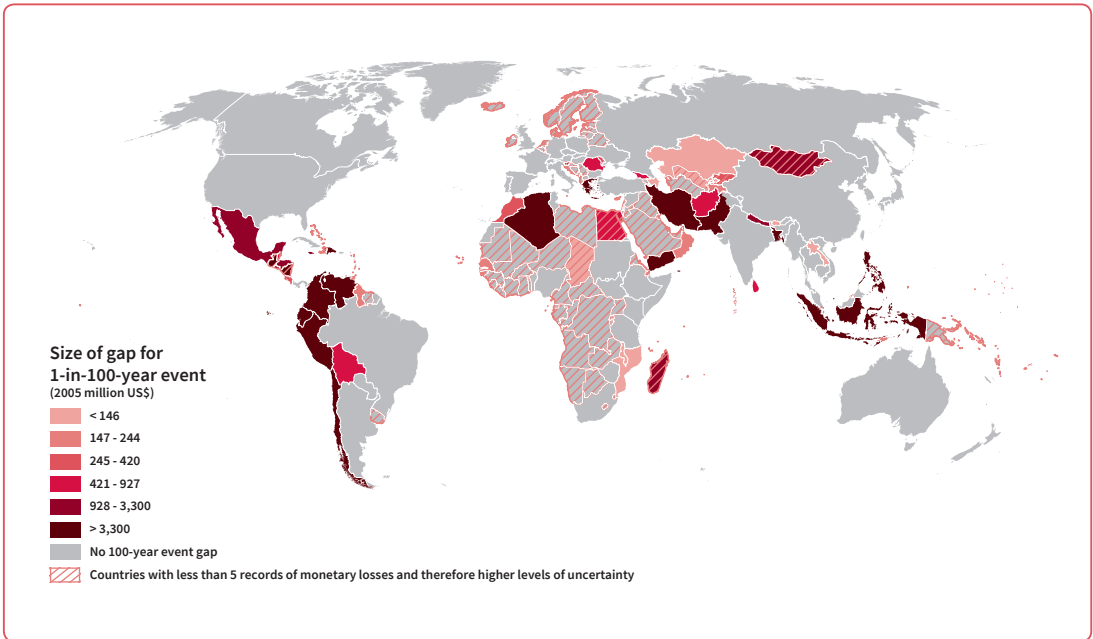 Size of gap for
1-in-100-year event
(2005 million US$)
< 146
147 - 244
245 - 420
421 - 927
928 - 3,300
> 3,300
No 100-year event gap
Countries with less than 5 records of monetary losses and therefore higher levels of uncertainty